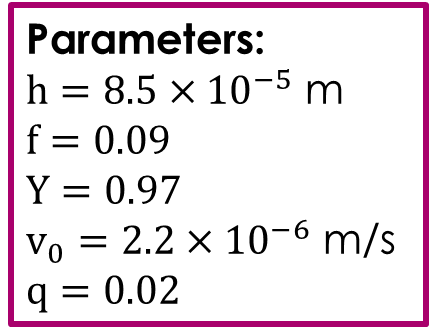 Parameters:
h = 8.5 × 10⁻⁵ m
f = 0.09
Y = 0.97
v₀ = 2.2 × 10⁻⁶ m/s
q = 0.02